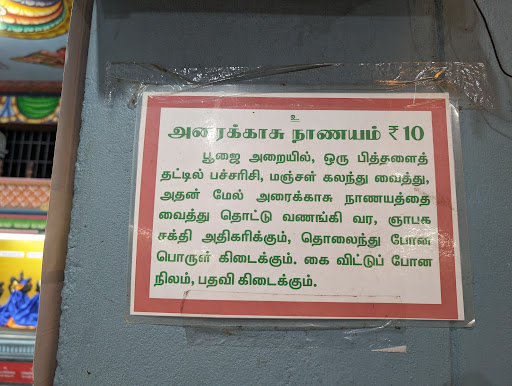 உ
அரைக்காசு நாணயம் ₹ 10
பூஜை அறையில், ஒரு பித்தளைத்
தட்டில் பச்சரிசி, மஞ்சள் கலந்து வைத்து,
அதன் மேல் அரைக்காசு நாணயத்தை
வைத்து தொட்டு வணங்கி வர, ஞாபக
சக்தி அதிகரிக்கும், தொலைந்து போன
பொருள் கிடைக்கும். கை விட்டுப் போன
நிலம், பதவி கிடைக்கும்.